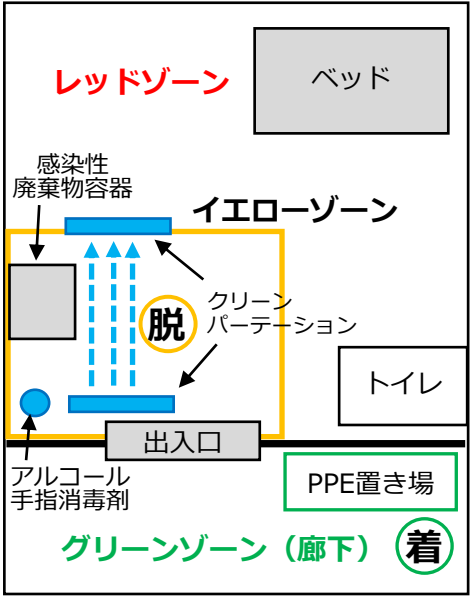 レッドゾーン
ベッド
感染性
廃棄物容器
イエローゾーン
クリーン
パーテーション
脱
トイレ
出入口
アルコール
手指消毒剤
PPE置き場
グリーンゾーン（廊下）
着